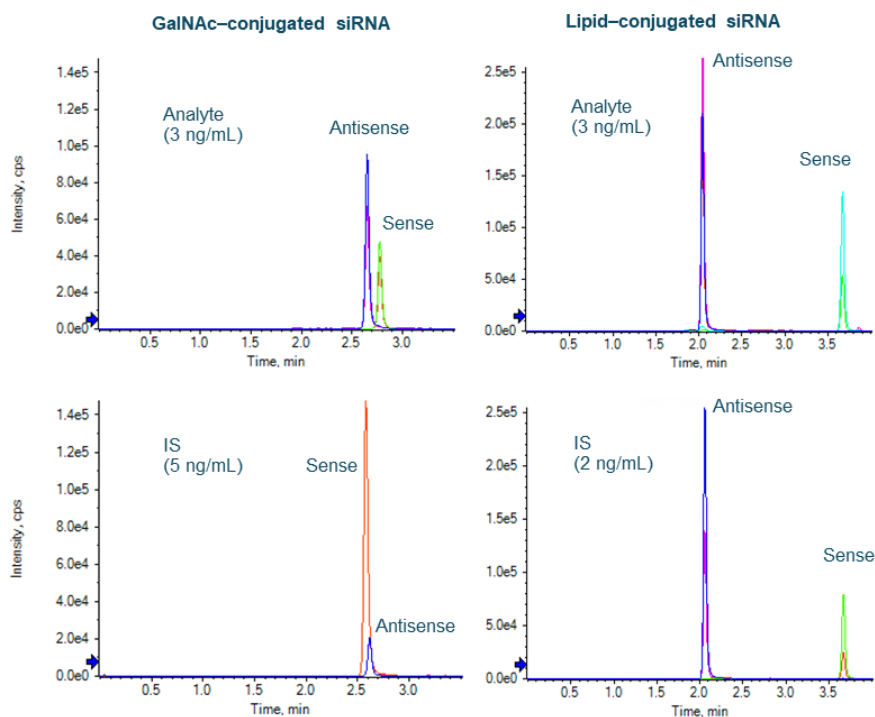 GalNAc–conjugated siRNA
Lipid–conjugated siRNA
Intensity, cps
1.4e5
1.2e5
1.0e5
8.0e4
6.0e4
4.0e4
2.0e4
0.0e0
Analyte
(3 ng/mL)
Antisense
Sense
0.5 1.0 1.5 2.0 2.5 3.0
Time, min
2.5e5
2.0e5
1.5e5
1.0e5
5.0e4
0.0e0
Antisense
Analyte
(3 ng/mL)
Sense
0.5 1.0 1.5 2.0 2.5 3.0 3.5
Time, min
Intensity, cps
1.4e5
1.2e5
1.0e5
8.0e4
6.0e4
4.0e4
2.0e4
0.0e0
IS
(5 ng/mL)
Sense
Antisense
0.5 1.0 1.5 2.0 2.5 3.0
Time, min
2.5e5
2.0e5
1.5e5
1.0e5
5.0e4
0.0e0
Antisense
IS
(2 ng/mL)
Sense
0.5 1.0 1.5 2.0 2.5 3.0 3.5
Time, min